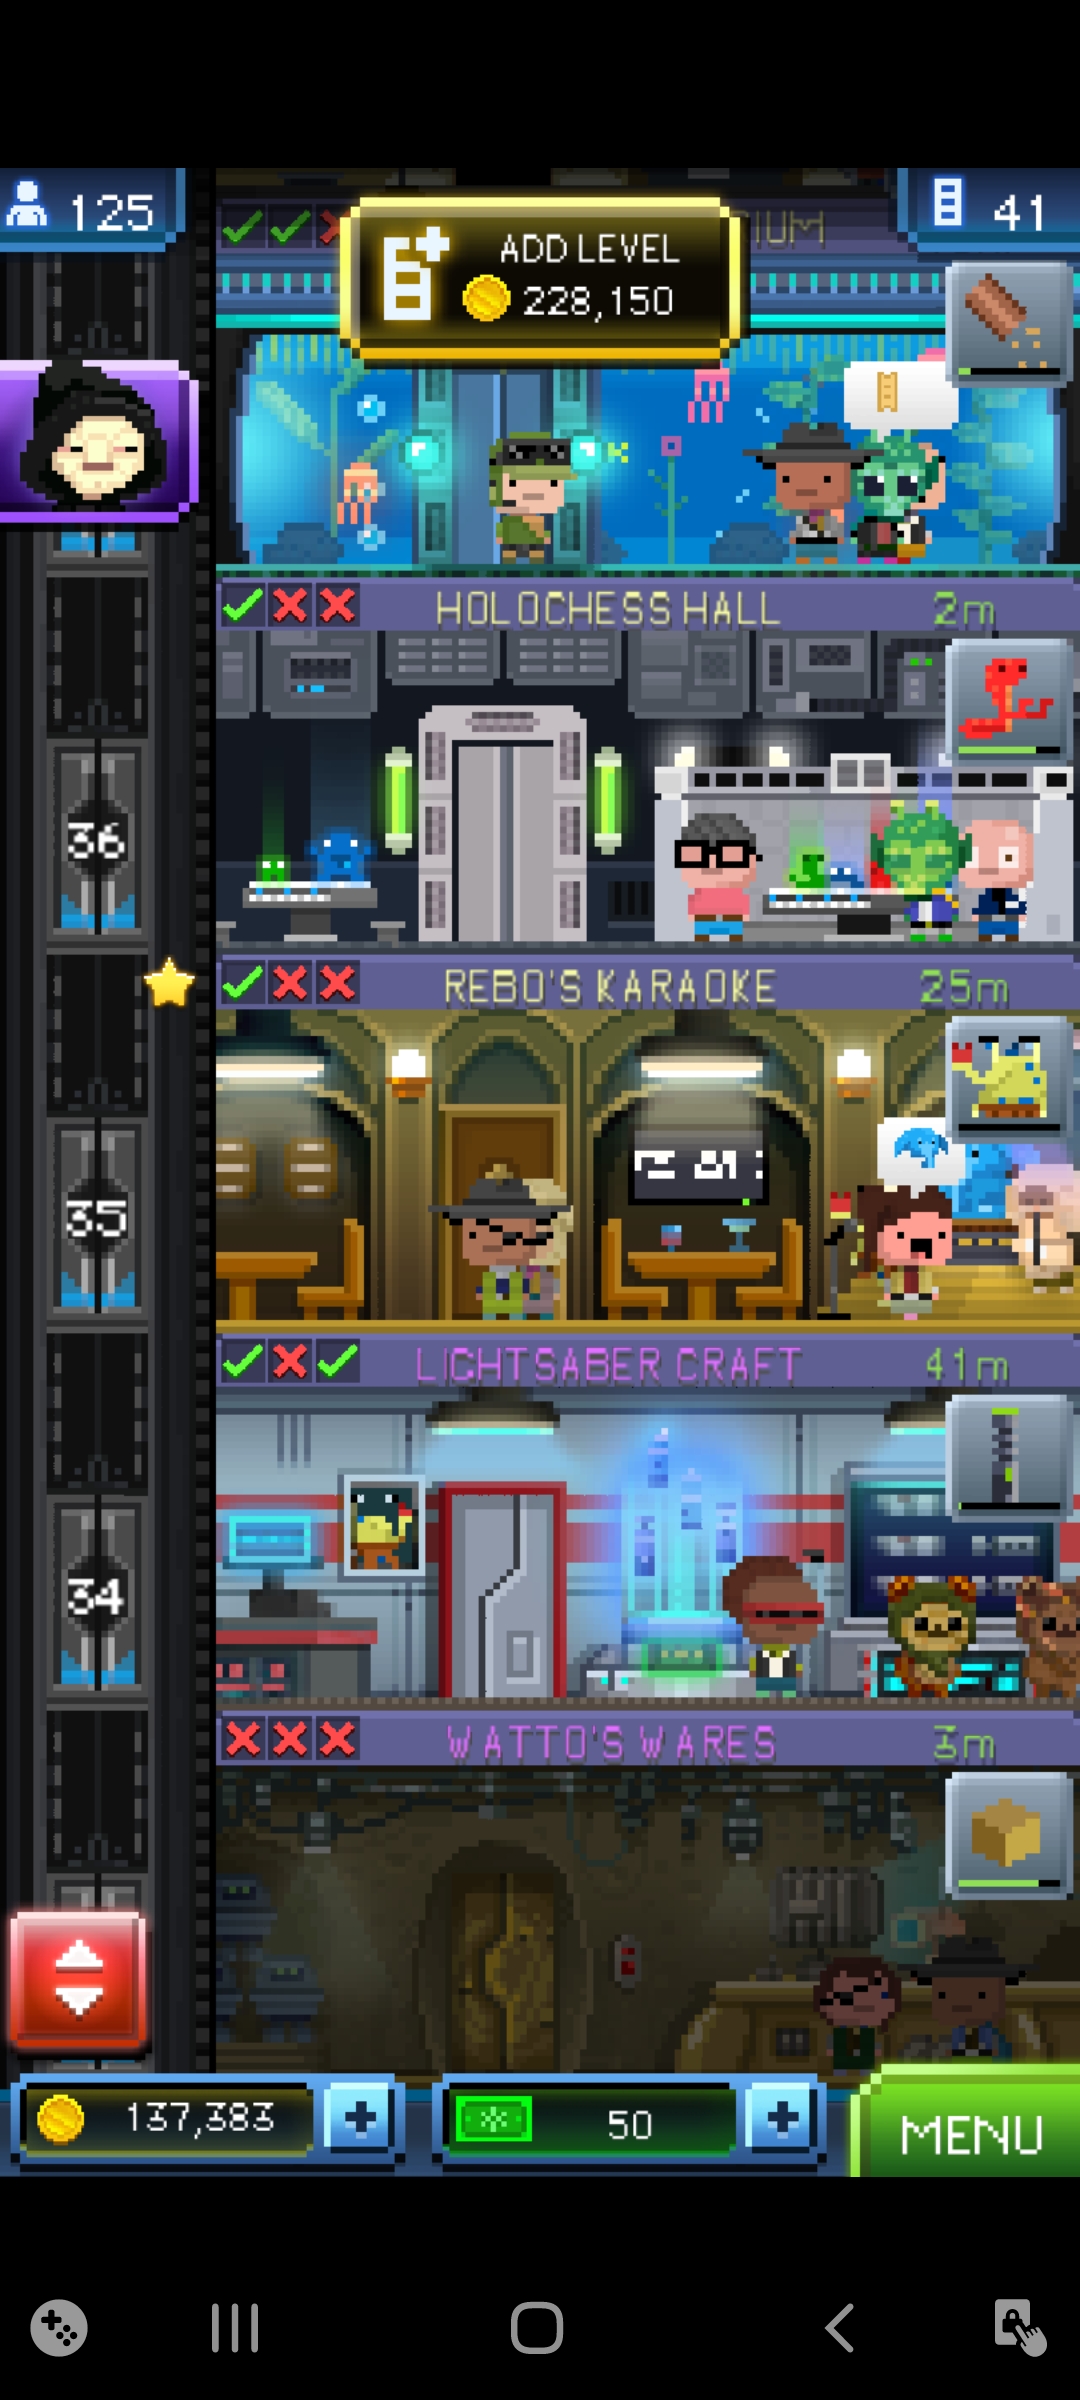 125
ADD LEVEL
228,150
IUM
41
HOLOCHESS HALL 2m
36
REBO'S KARAOKE 25m
35
LIGHTSABER CRAFT 41m
34
WATTO'S WARES 3m
137,383
50
MENU